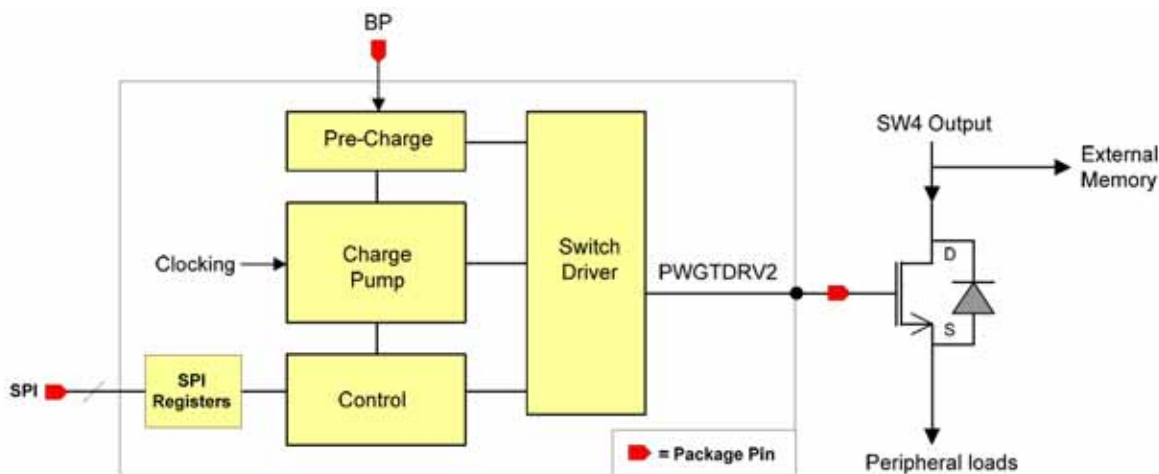 BP
Pre-Charge
SW4 Output
External
Memory
Clocking
Charge
Pump
Switch
Driver
PWGTDRV2
D
S
SPI
SPI
Registers
Control
= Package Pin
Peripheral loads